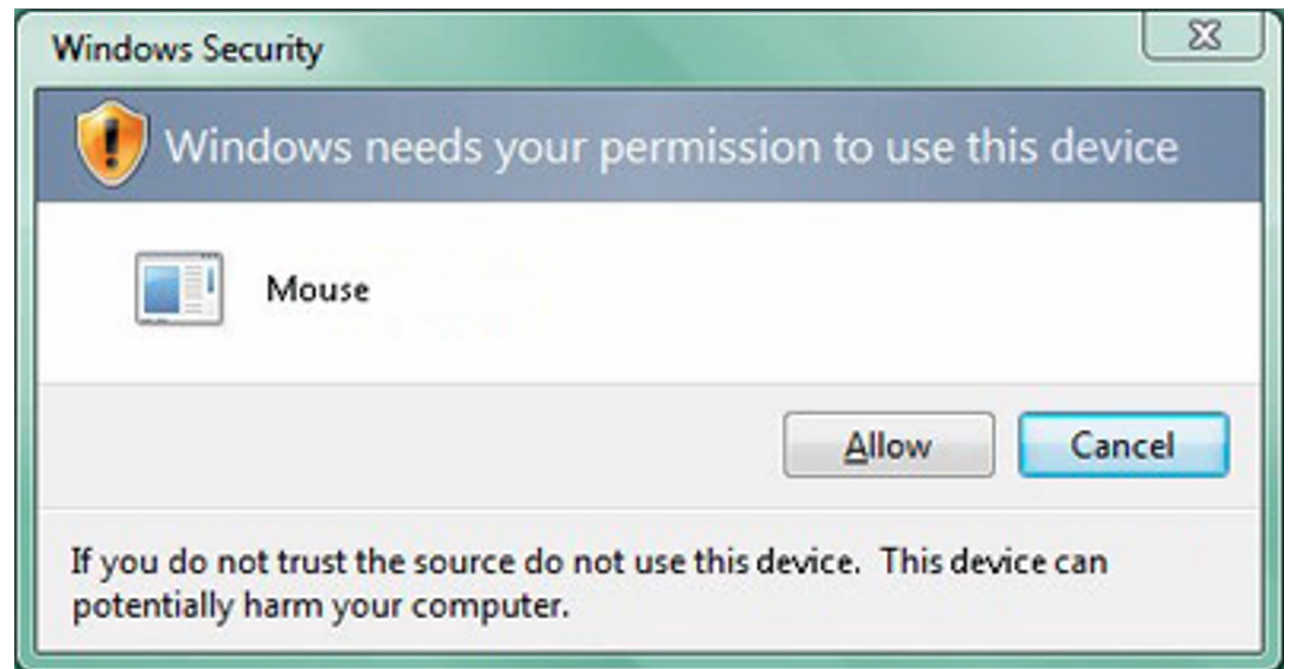 Windows Security
Windows needs your permission to use this device
Mouse
Allow
Cancel
If you do not trust the source do not use this device.  This device can
potentially harm your computer.